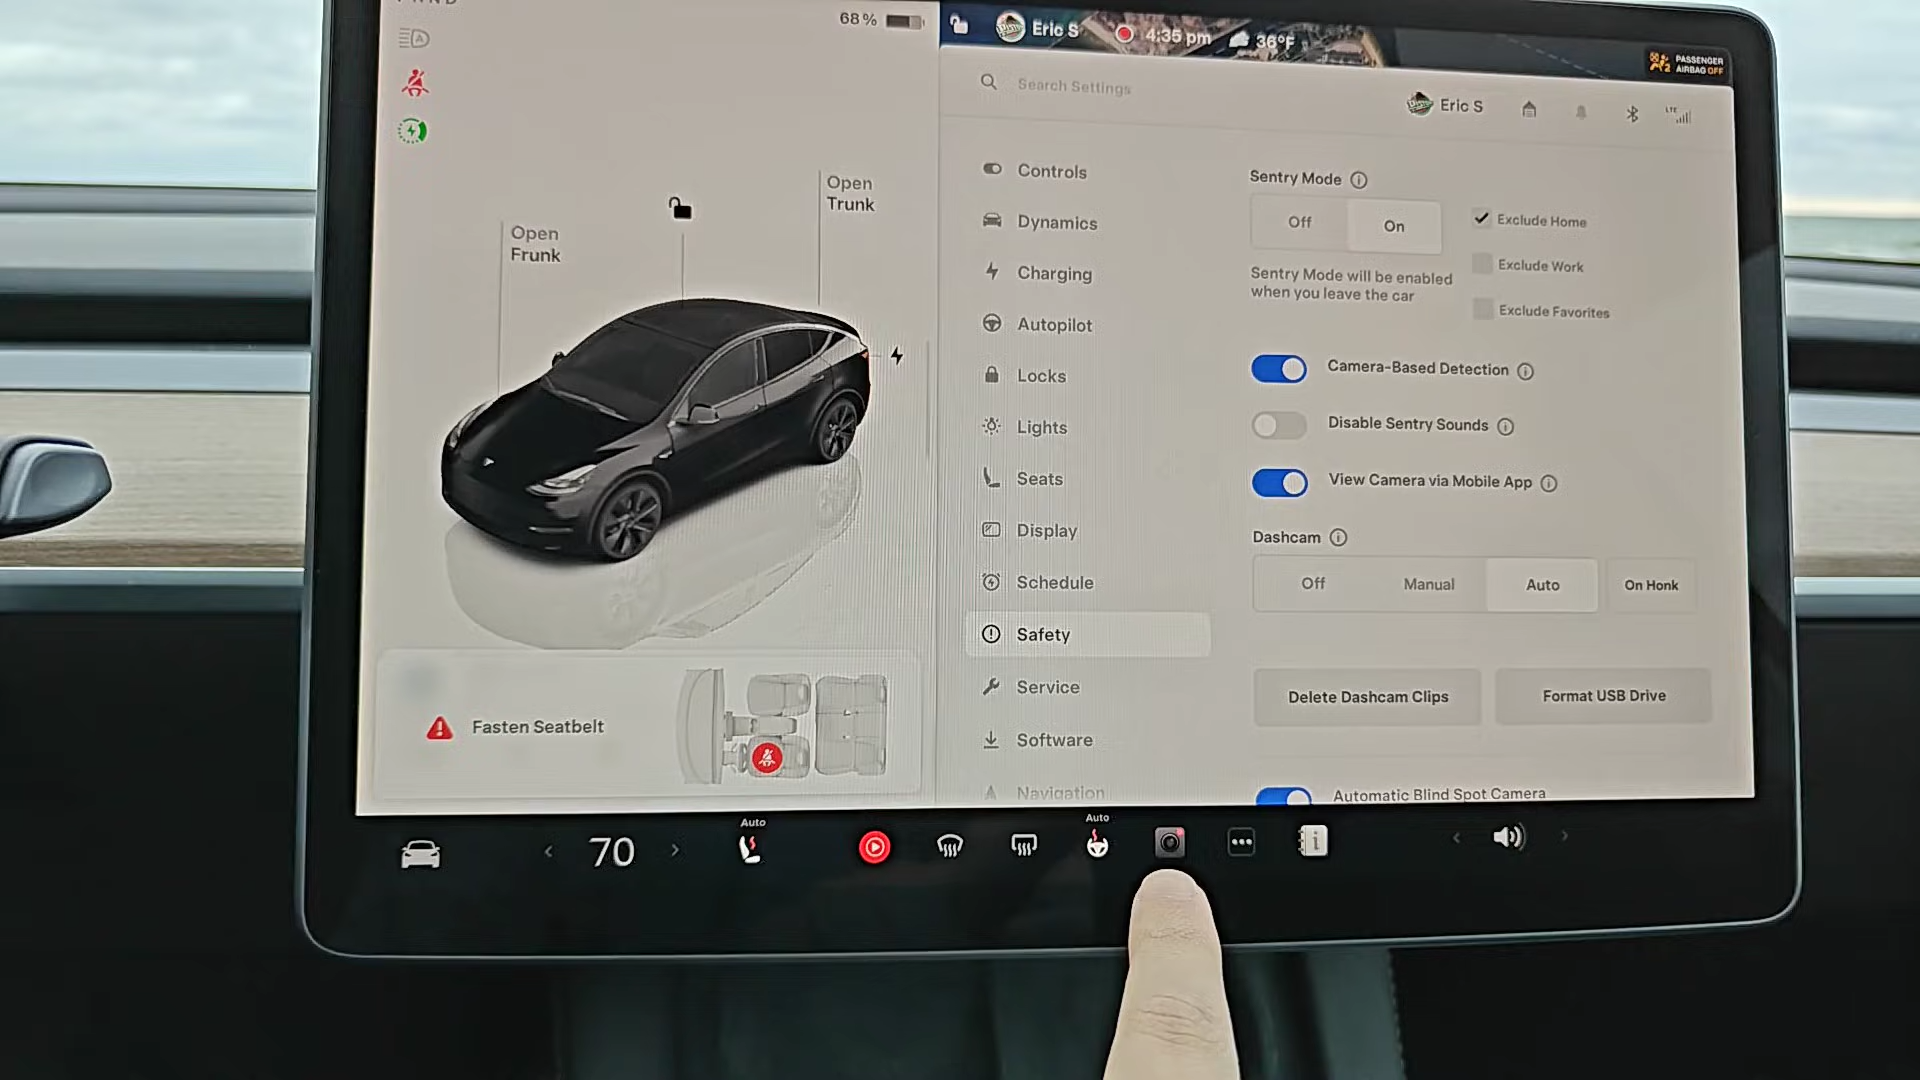 68 %
Eric S
4:35 pm
36°F
PASSENGER
AIRBAG OFF
Search Settings
Eric S
LTE
Open
Frunk
Open
Trunk
Fasten Seatbelt
Controls
Dynamics
Charging
Autopilot
Locks
Lights
Seats
Display
Schedule
Safety
Service
Software
Navigation
Sentry Mode
Off
On
Exclude Home
Exclude Work
Exclude Favorites
Sentry Mode will be enabled
when you leave the car
Camera-Based Detection
Disable Sentry Sounds
View Camera via Mobile App
Dashcam
Off
Manual
Auto
On Honk
Delete Dashcam Clips
Format USB Drive
Automatic Blind Spot Camera
70
Auto
Auto